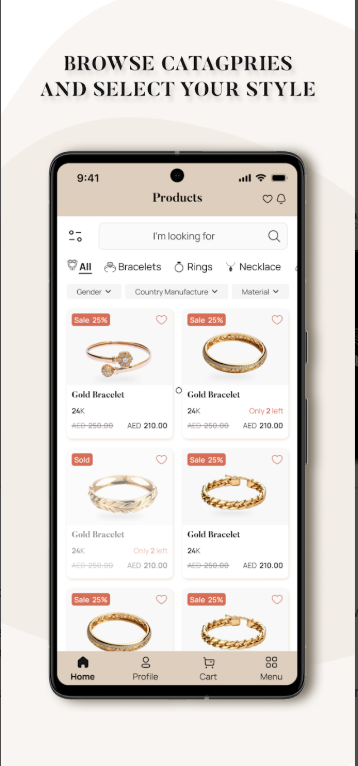 BROWSE CATAGPRIES
AND SELECT YOUR STYLE
9:41
Products
I'm looking for
All Bracelets Rings Necklace
Gender Country Manufacture Material
Sale 25% Sale 25%
Gold Bracelet Gold Bracelet
24K 24K Only 2 left
AED 250.00 AED 210.00 AED 250.00 AED 210.00
Sold Sale 25%
Gold Bracelet Gold Bracelet
24K Only 2 left 24K
AED 250.00 AED 210.00 AED 250.00 AED 210.00
Sale 25% Sale 25%
Home Profile Cart Menu